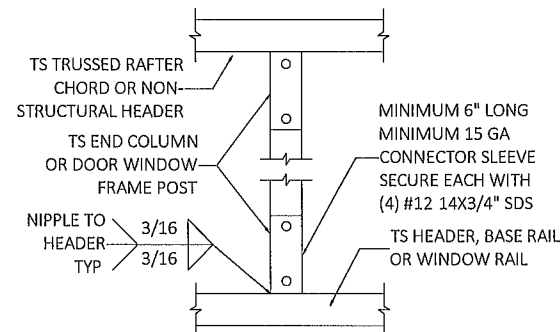 TS TRUSSED RAFTER
CHORD OR NON
STRUCTURAL HEADER
TS END COLUMN
OR DOOR WINDOW
FRAME POST
NIPPLE TO
HEADER
TYP
3/16
3/16
MINIMUM 6" LONG
MINIMUM 15 GA
CONNECTOR SLEEVE
SECURE EACH WITH
(4) #12 14X3/4" SDS
TS HEADER, BASE RAIL
OR WINDOW RAIL